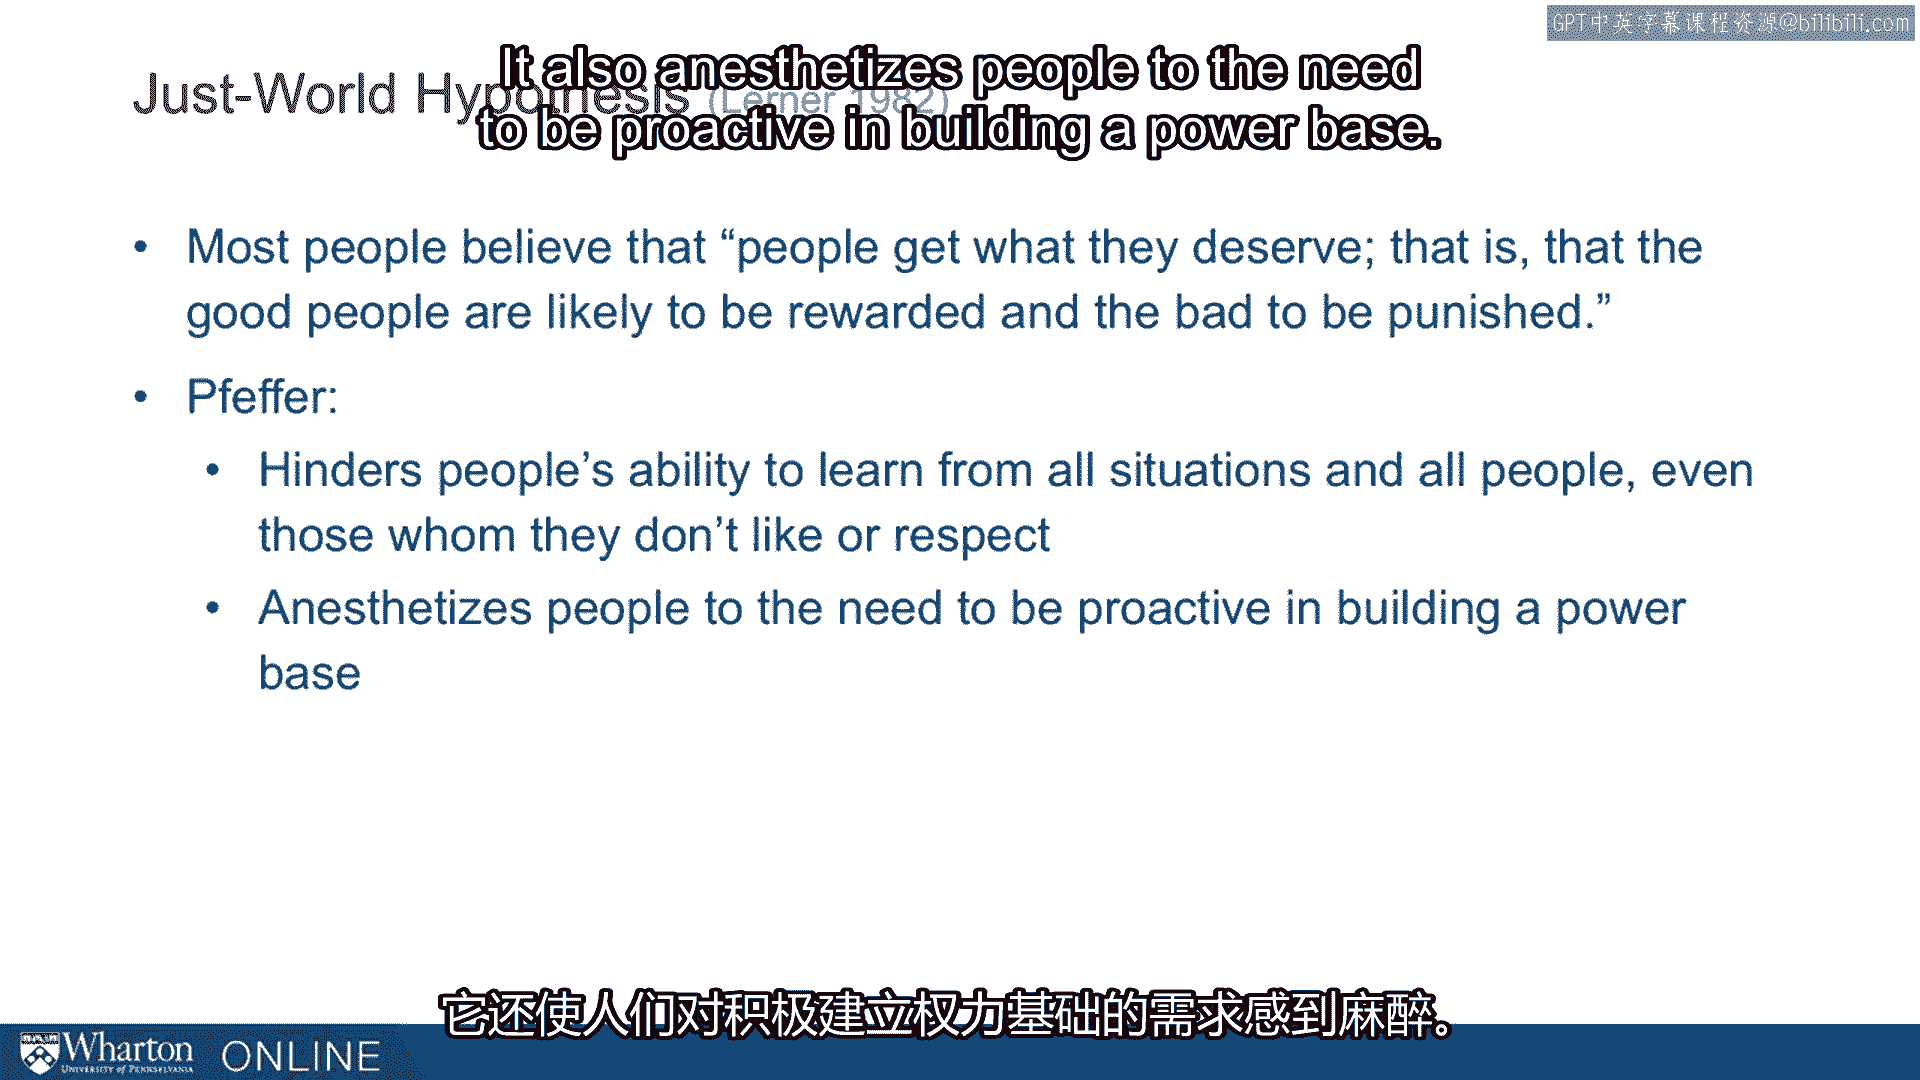 GPT中英字幕课程资源@bilibili.com
It also anesthetizes people to the need
to be proactive in building a power base.
Just-World Hypothesis (Lerner 1982)
• Most people believe that “people get what they deserve; that is, that the
good people are likely to be rewarded and the bad to be punished.”
• Pfeffer:
• Hinders people’s ability to learn from all situations and all people, even
those whom they don’t like or respect
• Anesthetizes people to the need to be proactive in building a power
base
它还使人们对积极建立权力基础的需求感到麻醉。
Wharton ONLINE
UNIVERSITY of PENNSYLVANIA